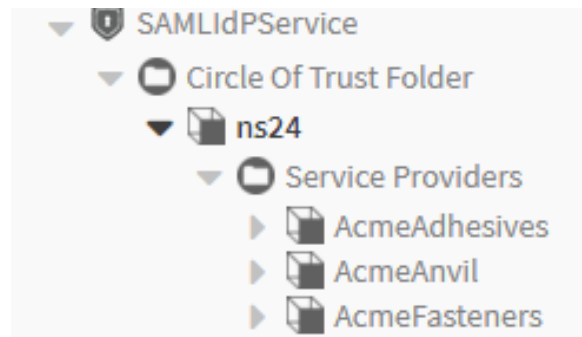 SAMLIdPService
Circle Of Trust Folder
ns24
Service Providers
AcmeAdhesives
AcmeAnvil
AcmeFasteners